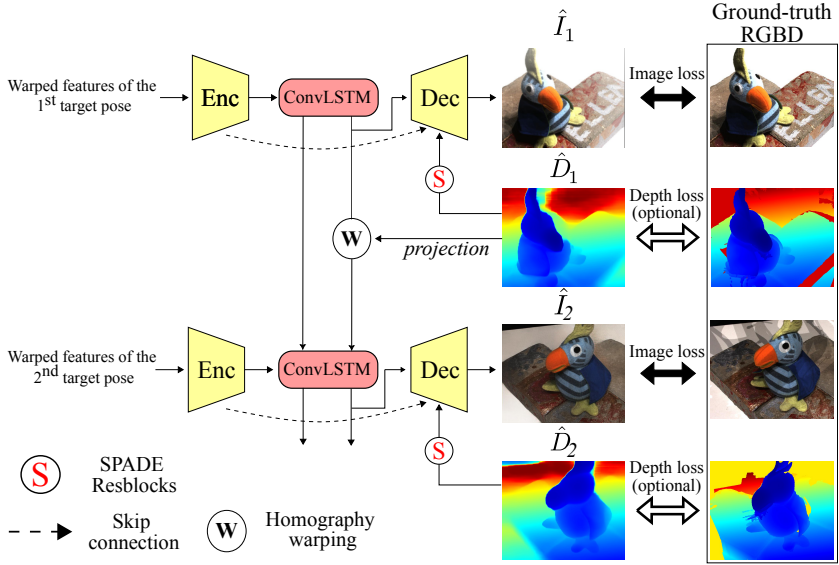 Ground-truth
RGBD
Î₁
Warped features of the
1st target pose
Enc
ConvLSTM
Dec
Image loss
ELLEN
ELLEN
S
D̂₁
Depth loss
(optional)
W
projection
Î₂
Warped features of the
2nd target pose
Enc
ConvLSTM
Dec
Image loss
S
D̂₂
Depth loss
(optional)
S
SPADE
Resblocks
Skip
connection
W
Homography
warping